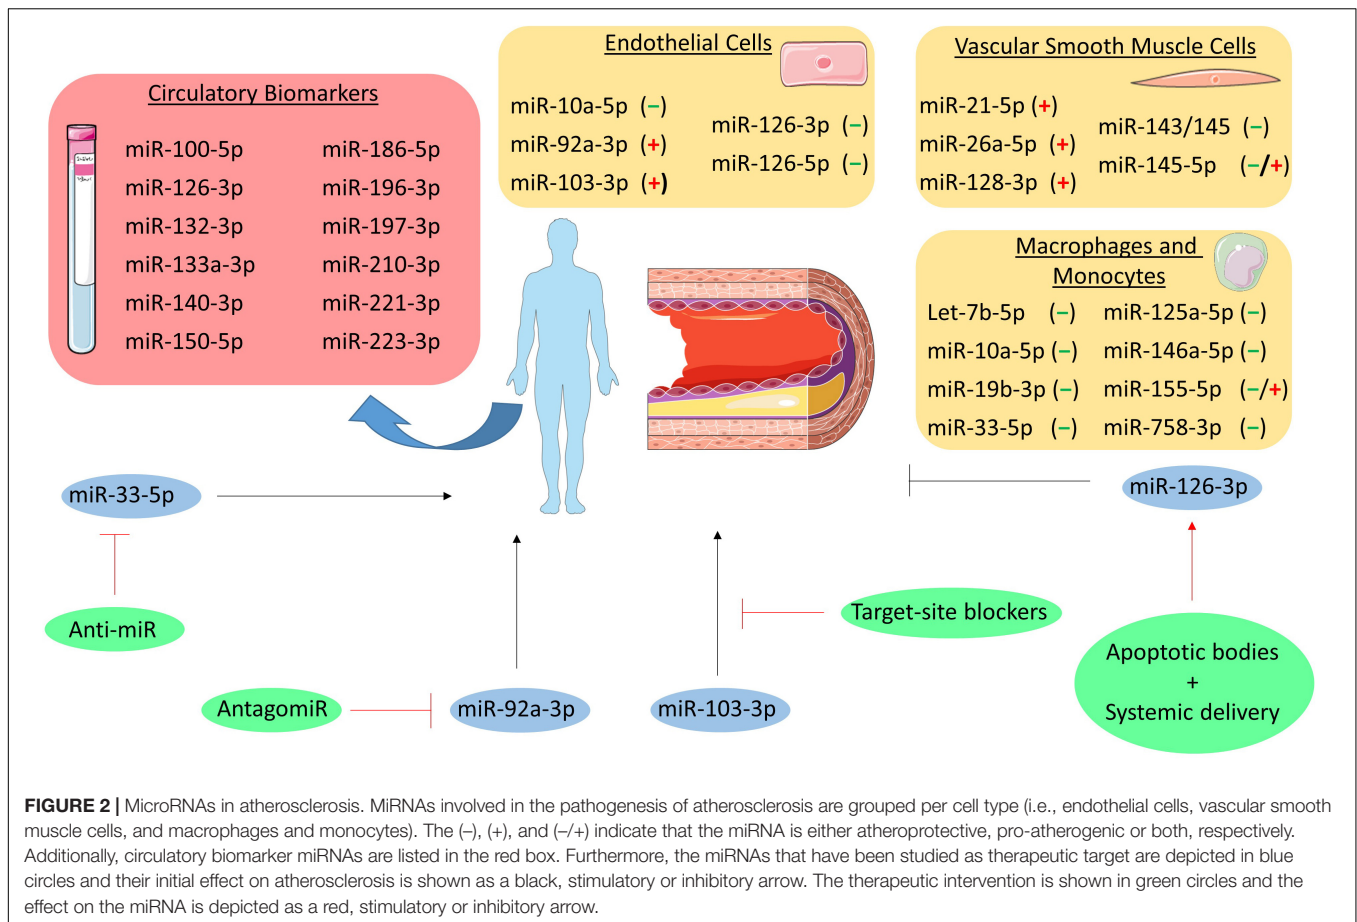 Circulatory Biomarkers
miR-100-5p
miR-126-3p
miR-132-3p
miR-133a-3p
miR-140-3p
miR-150-5p
miR-186-5p
miR-196-3p
miR-197-3p
miR-210-3p
miR-221-3p
miR-223-3p
Endothelial Cells
miR-10a-5p (–)
miR-92a-3p (+)
miR-103-3p (+)
miR-126-3p (–)
miR-126-5p (–)
Vascular Smooth Muscle Cells
miR-21-5p (+)
miR-26a-5p (+)
miR-128-3p (+)
miR-143/145 (–)
miR-145-5p (–/+)
Macrophages and
Monocytes
Let-7b-5p (–)
miR-10a-5p (–)
miR-19b-3p (–)
miR-33-5p (–)
miR-125a-5p (–)
miR-146a-5p (–)
miR-155-5p (–/+)
miR-758-3p (–)
miR-33-5p
miR-126-3p
Anti-miR
Target-site blockers
AntagomiR
miR-92a-3p
miR-103-3p
Apoptotic bodies
+
Systemic delivery
FIGURE 2 | MicroRNAs in atherosclerosis. MiRNAs involved in the pathogenesis of atherosclerosis are grouped per cell type (i.e., endothelial cells, vascular smooth
muscle cells, and macrophages and monocytes). The (–), (+), and (–/+) indicate that the miRNA is either atheroprotective, pro-atherogenic or both, respectively.
Additionally, circulatory biomarker miRNAs are listed in the red box. Furthermore, the miRNAs that have been studied as therapeutic target are depicted in blue
circles and their initial effect on atherosclerosis is shown as a black, stimulatory or inhibitory arrow. The therapeutic intervention is shown in green circles and the
effect on the miRNA is depicted as a red, stimulatory or inhibitory arrow.